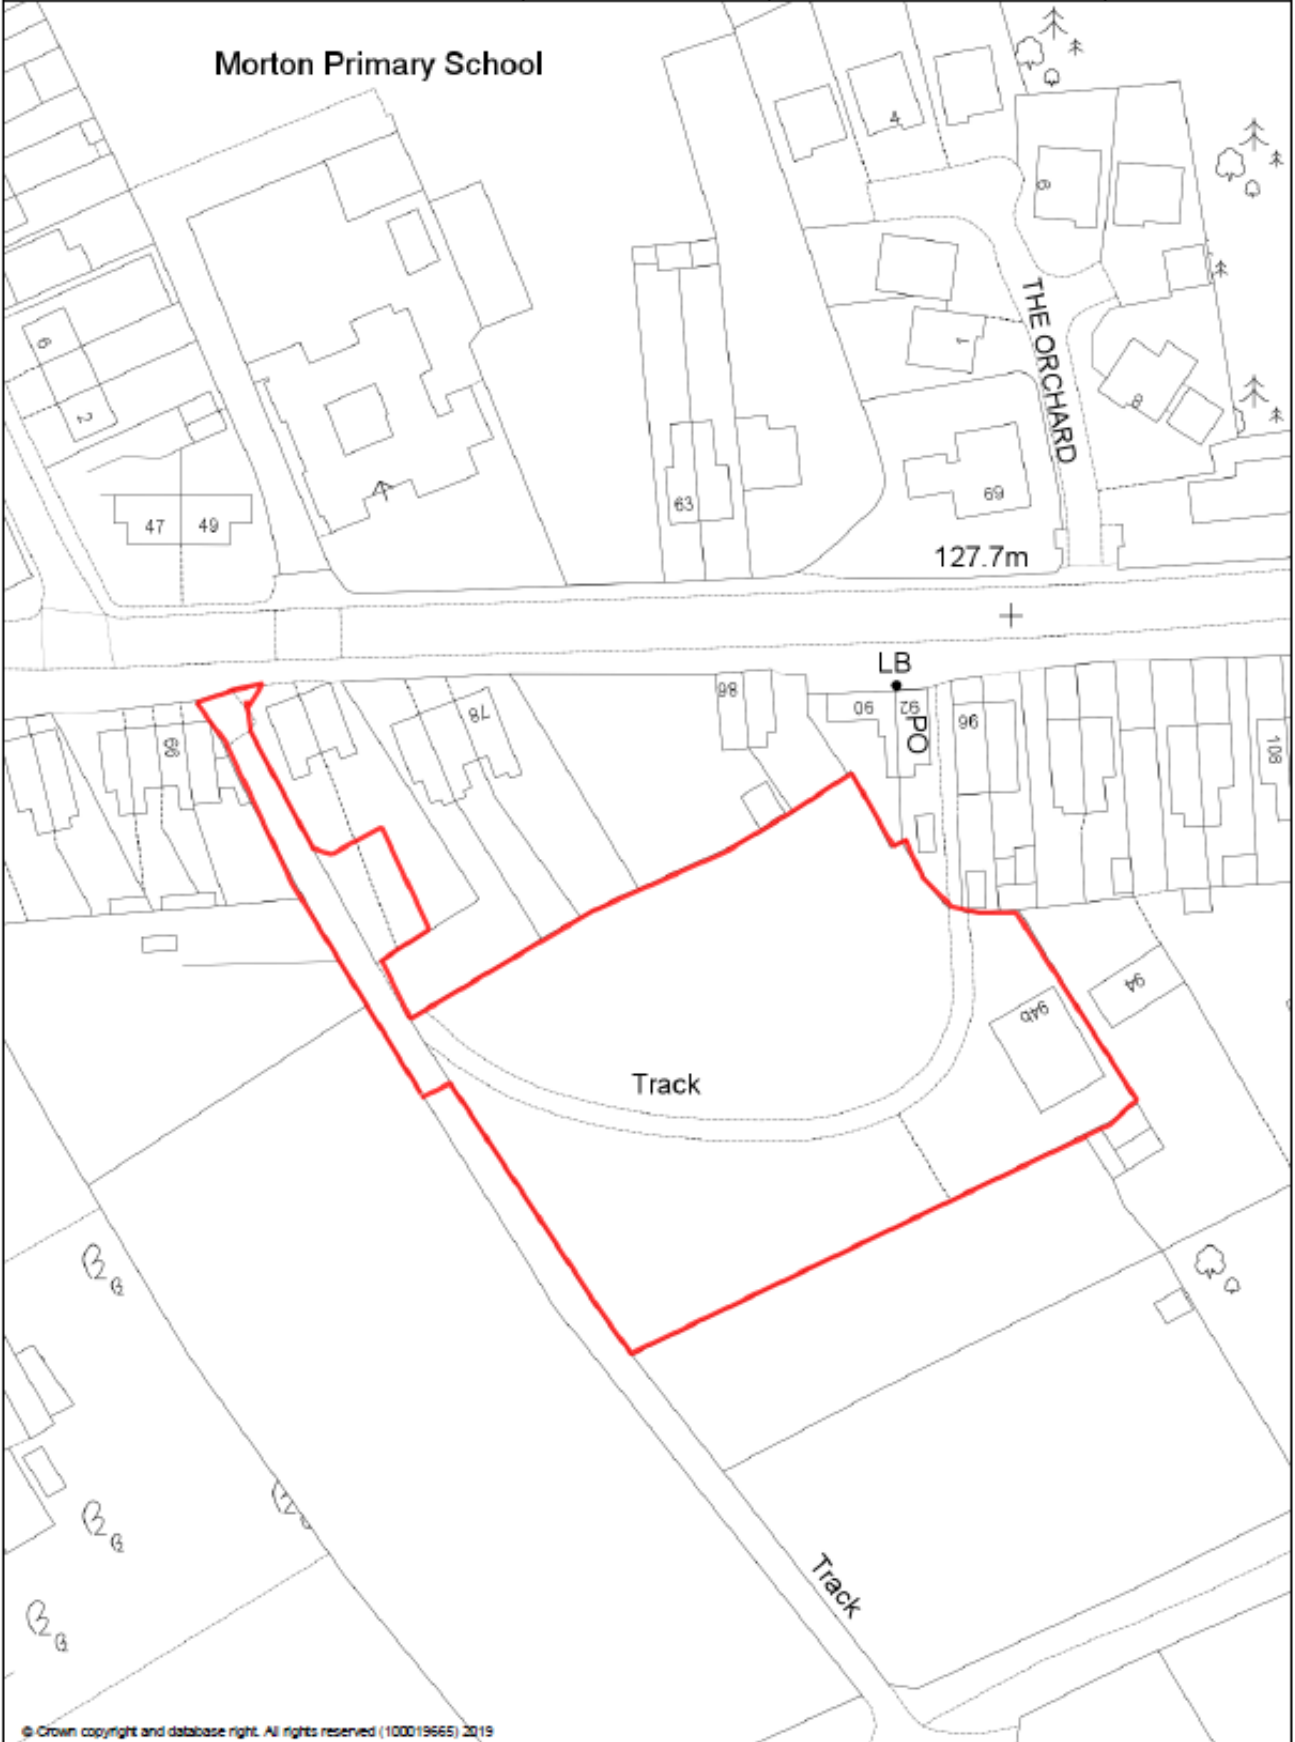 Morton Primary School
4
6
6
THE ORCHARD
1
2
8
63
69
47
49
127.7m
LB
86
78
90
92
PO
96
66
108
94
94b
Track
Track
© Crown copyright and database right. All rights reserved (100019665) 2019